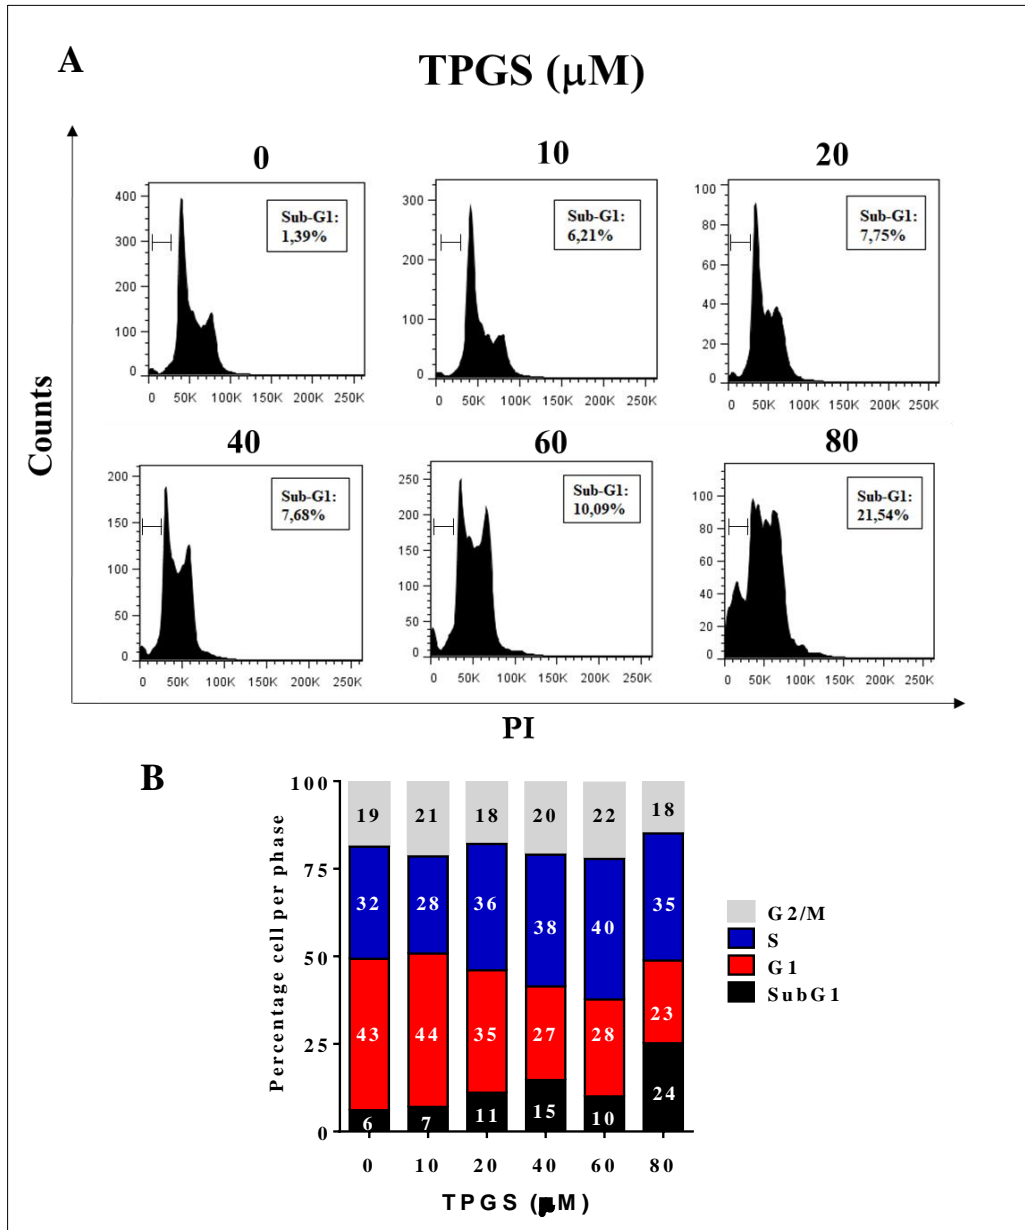 A
TPGS (μM)
0
10
20
400
300
200
100
0
Sub-G1:
1,39%
0 50K 100K 150K 200K 250K
300
200
100
0
Sub-G1:
6,21%
0 50K 100K 150K 200K 250K
100
80
60
40
20
0
Sub-G1:
7,75%
0 50K 100K 150K 200K 250K
Counts
40
60
80
200
150
100
50
0
Sub-G1:
7,68%
0 50K 100K 150K 200K 250K
250
200
150
100
50
0
Sub-G1:
10,09%
0 50K 100K 150K 200K 250K
100
80
60
40
20
0
Sub-G1:
21,54%
0 50K 100K 150K 200K 250K
PI
B
Percentage cell per phase
100
75
50
25
0
19 21 18 20 22 18
32 28 36 38 40 35
43 44 35 27 28 23
6 7 11 15 10 24
0 10 20 40 60 80
TPGS (μM)
G2/M
S
G1
SubG1